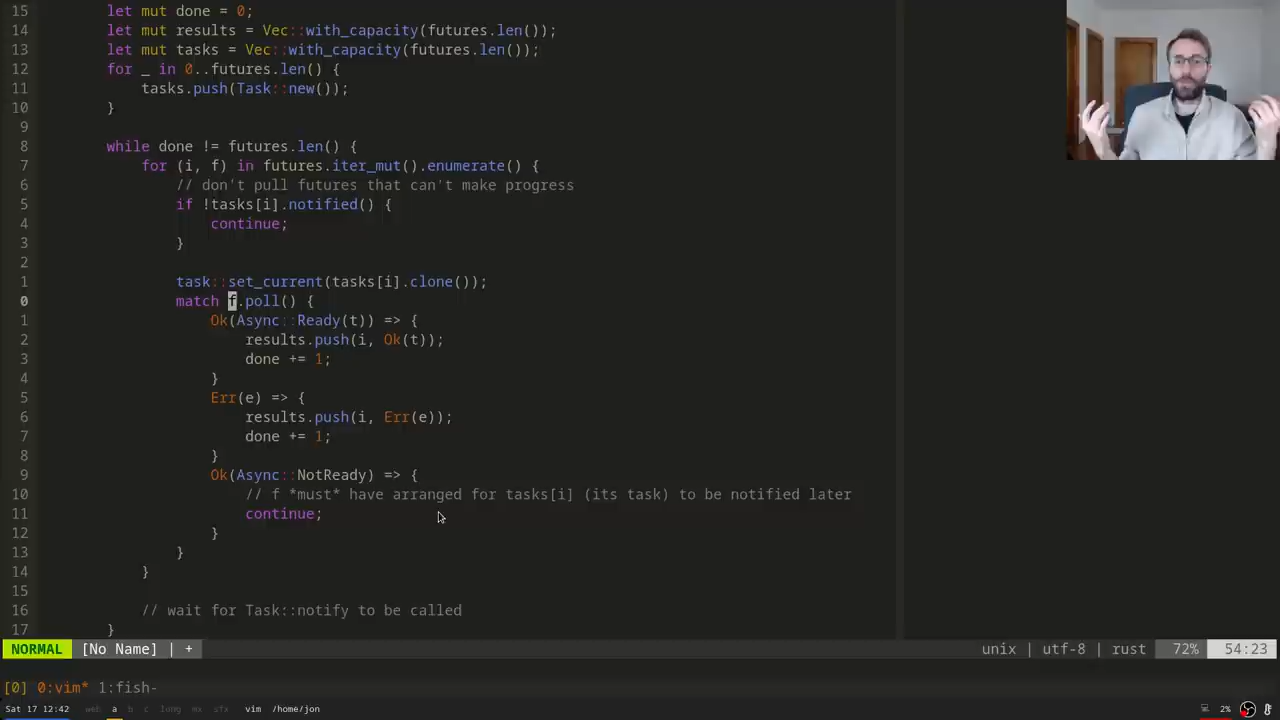 15 let mut done = 0;
14 let mut results = Vec::with_capacity(futures.len());
13 let mut tasks = Vec::with_capacity(futures.len());
12 for _ in 0..futures.len() {
11 tasks.push(Task::new());
10 }
9
8 while done != futures.len() {
7 for (i, f) in futures.iter_mut().enumerate() {
6 // don't pull futures that can't make progress
5 if !tasks[i].notified() {
4 continue;
3 }
2
1 task::set_current(tasks[i].clone());
0 match f.poll() {
1 Ok(Async::Ready(t)) => {
2 results.push(i, Ok(t));
3 done += 1;
4 }
5 Err(e) => {
6 results.push(i, Err(e));
7 done += 1;
8 }
9 Ok(Async::NotReady) => {
10 // f *must* have arranged for tasks[i] (its task) to be notified later
11 continue;
12 }
13 }
14 }
15
16 // wait for Task::notify to be called
17 }
NORMAL [No Name] | + unix | utf-8 | rust 72% 54:23
[0] 0:vim* 1:fish-
Sat 17 12:42 web a b c lung mx sfx vim /home/jon 2%